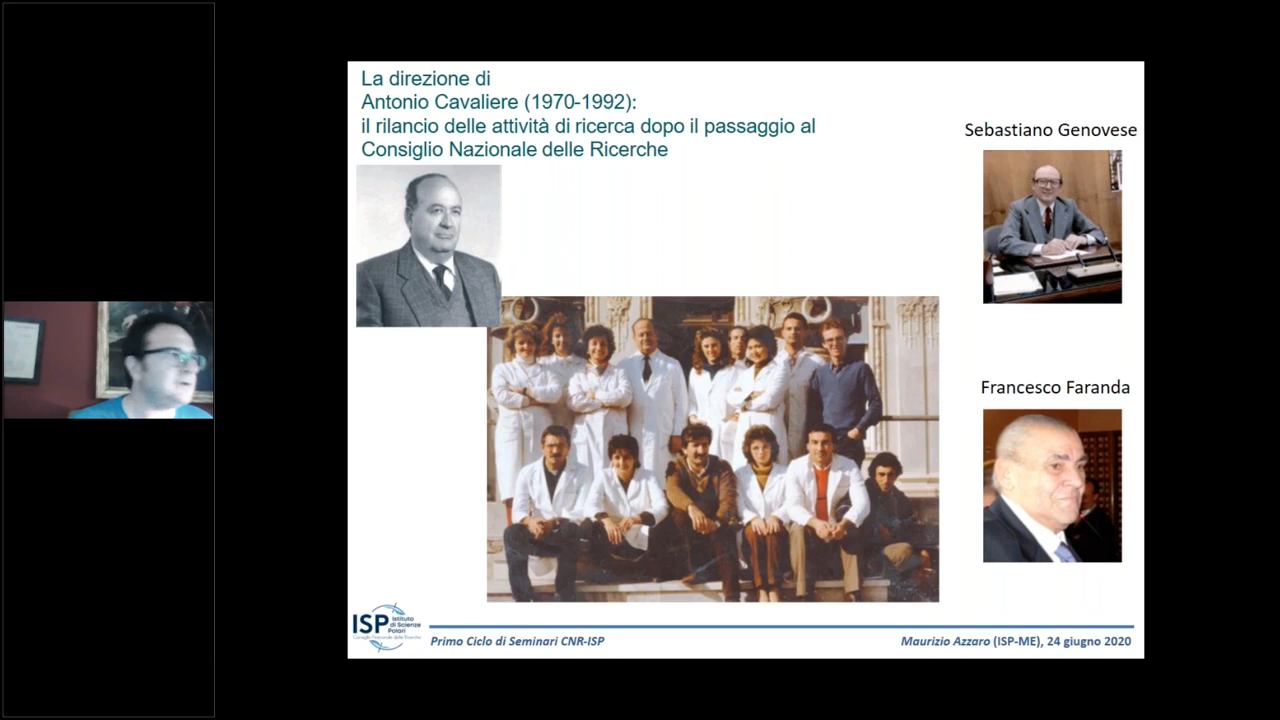 La direzione di
Antonio Cavaliere (1970-1992):
il rilancio delle attività di ricerca dopo il passaggio al
Consiglio Nazionale delle Ricerche
Sebastiano Genovese
Francesco Faranda
ISP Istituto
di Scienze
Polari
Consiglio Nazionale delle Ricerche
Primo Ciclo di Seminari CNR-ISP
Maurizio Azzaro (ISP-ME), 24 giugno 2020